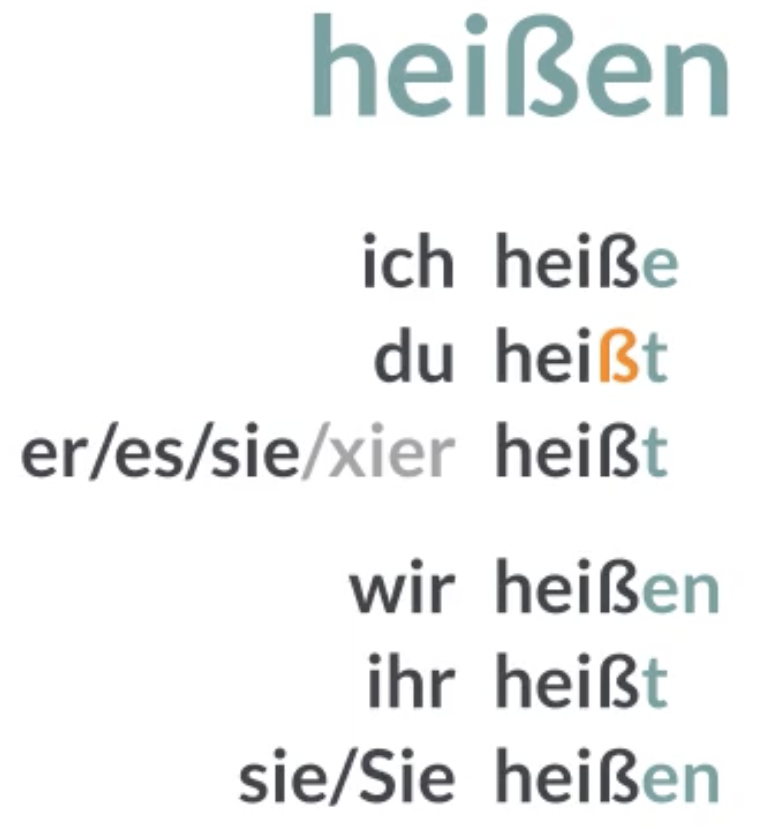 heißen
ich heiße
du heißt
er/es/sie/xier heißt
wir heißen
ihr heißt
sie/Sie heißen